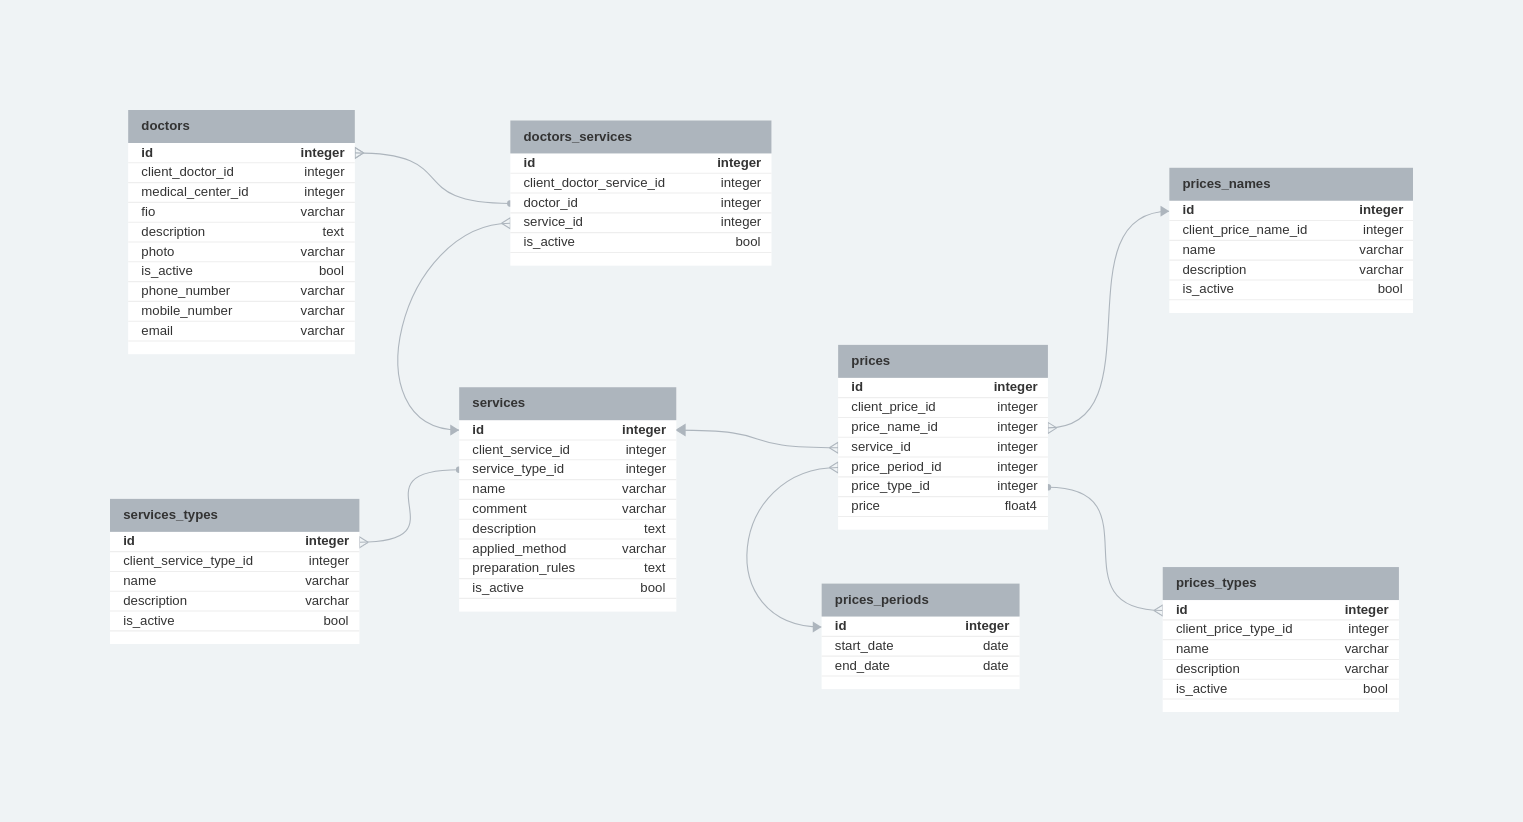 doctors
id integer
client_doctor_id integer
medical_center_id integer
fio varchar
description text
photo varchar
is_active bool
phone_number varchar
mobile_number varchar
email varchar
doctors_services
id integer
client_doctor_service_id integer
doctor_id integer
service_id integer
is_active bool
prices_names
id integer
client_price_name_id integer
name varchar
description varchar
is_active bool
prices
id integer
client_price_id integer
price_name_id integer
service_id integer
price_period_id integer
price_type_id integer
price float4
services
id integer
client_service_id integer
service_type_id integer
name varchar
comment varchar
description text
applied_method varchar
preparation_rules text
is_active bool
services_types
id integer
client_service_type_id integer
name varchar
description varchar
is_active bool
prices_periods
id integer
start_date date
end_date date
prices_types
id integer
client_price_type_id integer
name varchar
description varchar
is_active bool